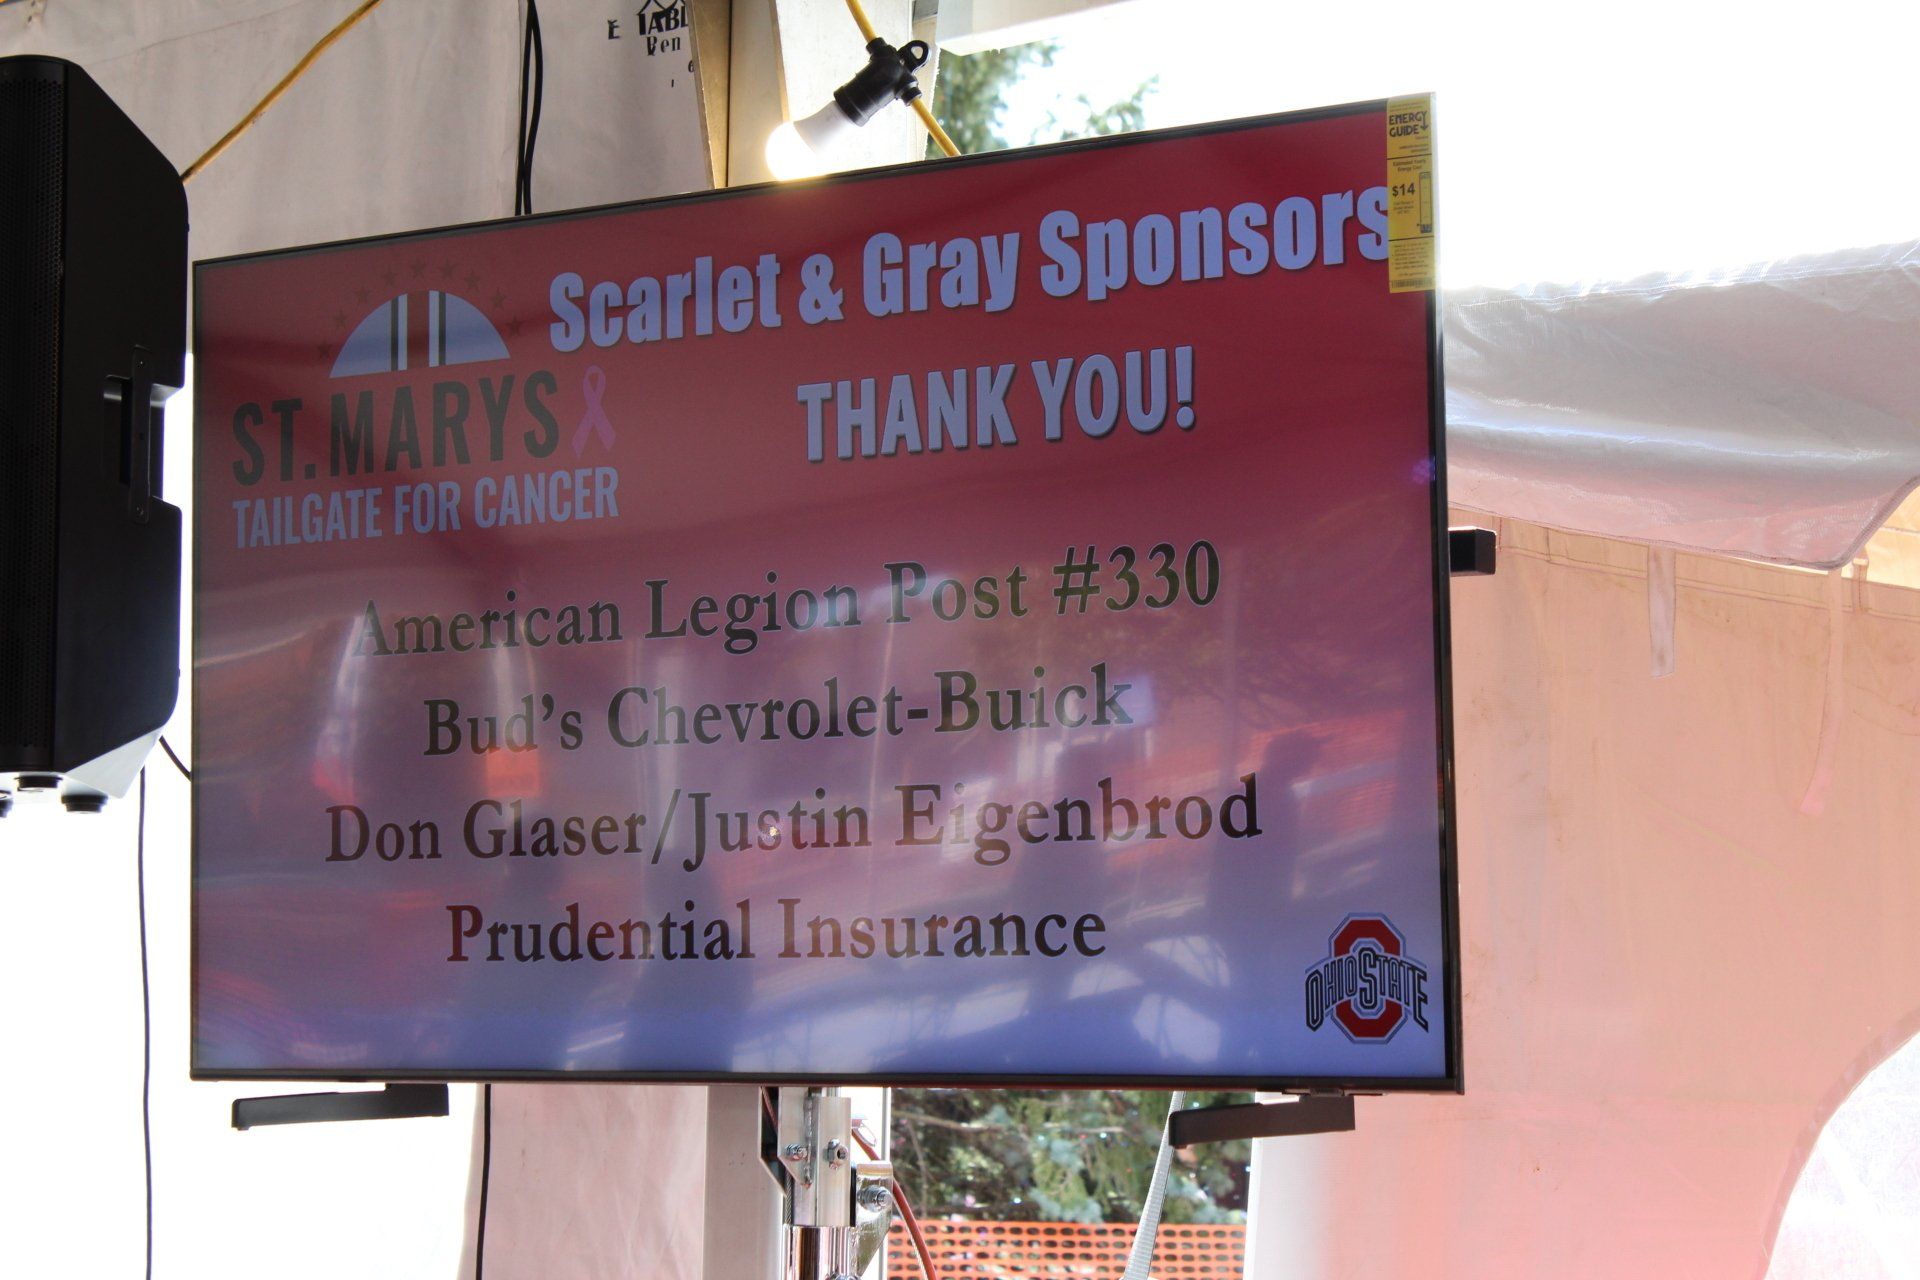 Scarlet & Gray Sponsors
THANK YOU!
ST. MARYS
TAILGATE FOR CANCER
American Legion Post #330
Bud's Chevrolet-Buick
Don Glaser/Justin Eigenbrod
Prudential Insurance
OHIO STATE
ENERGY
GUIDE
$14